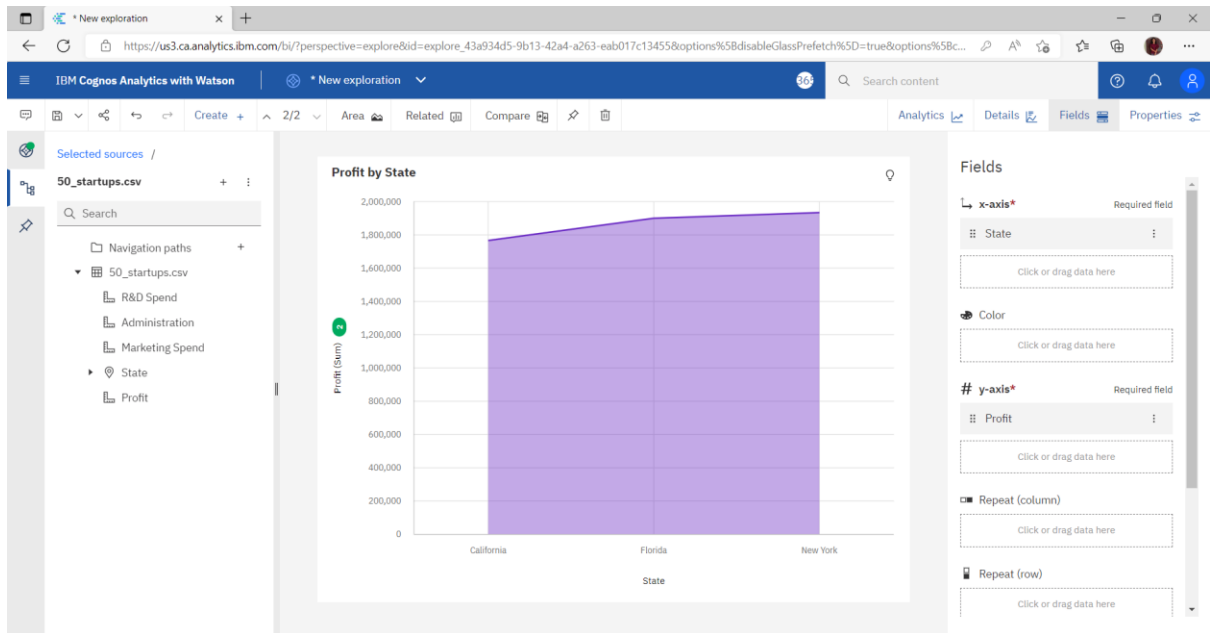 * New exploration
https://us3.ca.analytics.ibm.com/bi/?perspective=explore&id=explore_43a934d5-9b13-42a4-a263-eab017c13455&options%5BdisableGlassPrefetch%5D=true&options%5Bc...
IBM Cognos Analytics with Watson
* New exploration
365
Search content
Create +
2/2
Area
Related
Compare
Analytics
Details
Fields
Properties
Selected sources /
50_startups.csv
Search
Navigation paths
50_startups.csv
R&D Spend
Administration
Marketing Spend
State
Profit
Profit by State
2,000,000
1,800,000
1,600,000
1,400,000
1,200,000
1,000,000
800,000
600,000
400,000
200,000
0
Profit (Sum)
2
California
Florida
New York
State
Fields
x-axis* Required field
State
Click or drag data here
Color
Click or drag data here
# y-axis* Required field
Profit
Click or drag data here
Repeat (column)
Click or drag data here
Repeat (row)
Click or drag data here